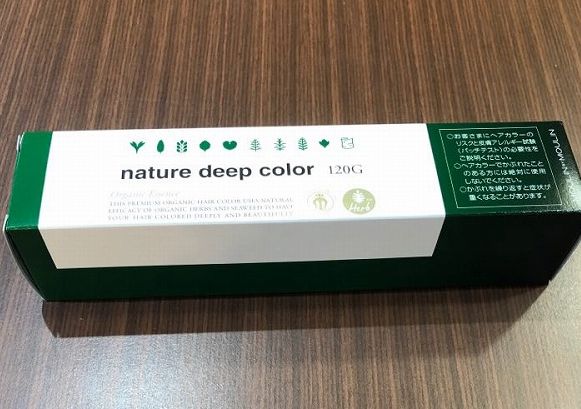 nature deep color 120G
Organic Essence
THIS PREMIUM ORGANIC HAIR COLOR USES NATURAL
EFFICACY OF ORGANIC HERBS AND SEAWEED TO HAVE
YOUR HAIR COLORED DEEPLY AND BEAUTIFULLY
Herb
○お客さまにヘアカラーの
リスクと皮膚アレルギー試験
(パッチテスト)の必要性を
ご説明ください。
○ヘアカラーでかぶれたこと
のある方には絶対に使用
しないでください。
○かぶれを繰り返すと症状が
重くなることがあります。
MOULIN